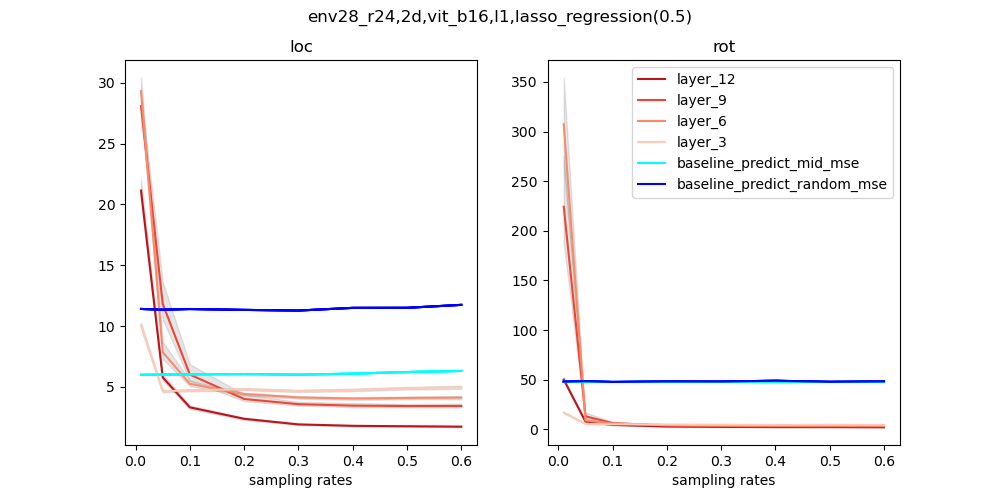 env28_r24,2d,vit_b16,l1,lasso_regression(0.5)
loc
30
25
20
15
10
5
0.0 0.1 0.2 0.3 0.4 0.5 0.6
sampling rates
rot
350
300
250
200
150
100
50
0
0.0 0.1 0.2 0.3 0.4 0.5 0.6
sampling rates
layer_12
layer_9
layer_6
layer_3
baseline_predict_mid_mse
baseline_predict_random_mse